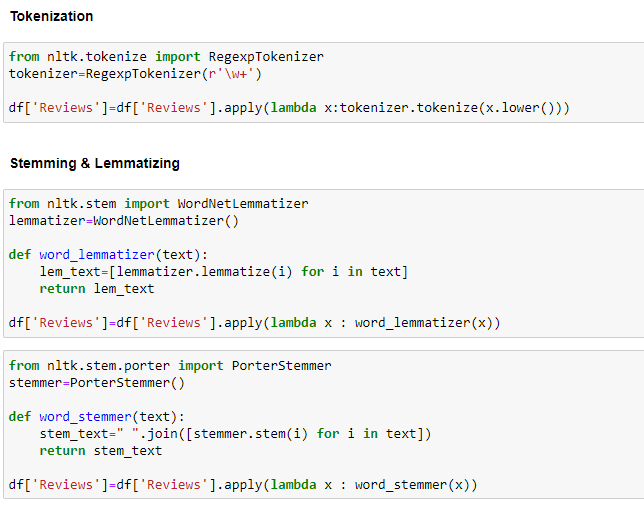 Tokenization
from nltk.tokenize import RegexpTokenizer
tokenizer=RegexpTokenizer(r'\w+')
df['Reviews']=df['Reviews'].apply(lambda x:tokenizer.tokenize(x.lower()))
Stemming & Lemmatizing
from nltk.stem import WordNetLemmatizer
lemmatizer=WordNetLemmatizer()
def word_lemmatizer(text):
    lem_text=[lemmatizer.lemmatize(i) for i in text]
    return lem_text
df['Reviews']=df['Reviews'].apply(lambda x : word_lemmatizer(x))
from nltk.stem.porter import PorterStemmer
stemmer=PorterStemmer()
def word_stemmer(text):
    stem_text=" ".join([stemmer.stem(i) for i in text])
    return stem_text
df['Reviews']=df['Reviews'].apply(lambda x : word_stemmer(x))